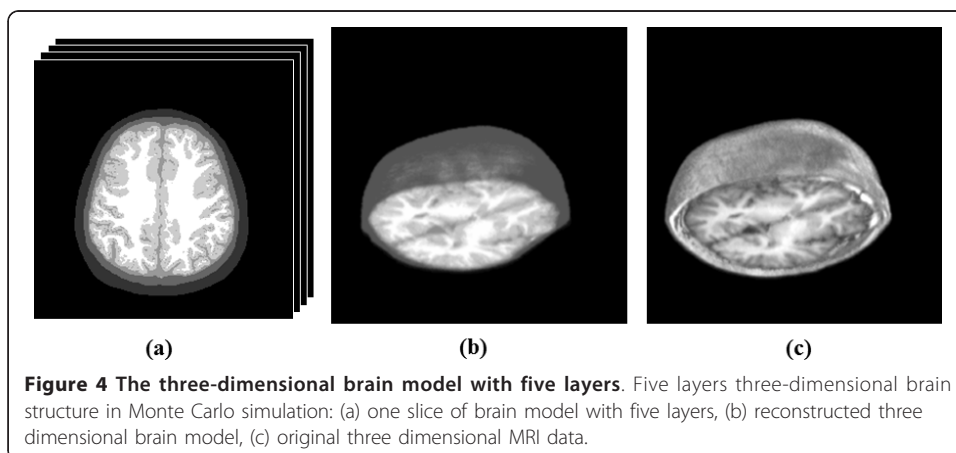 (a)
(b)
(c)
Figure 4 The three-dimensional brain model with five layers. Five layers three-dimensional brain
structure in Monte Carlo simulation: (a) one slice of brain model with five layers, (b) reconstructed three
dimensional brain model, (c) original three dimensional MRI data.